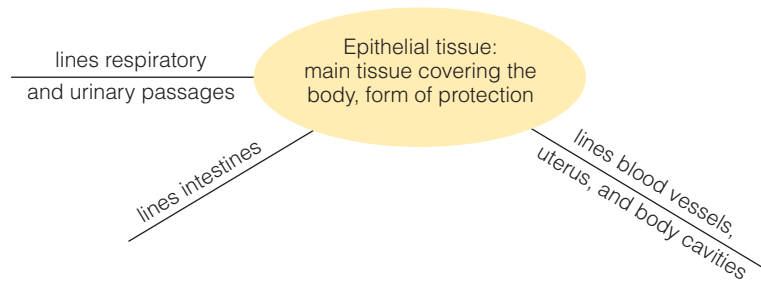 Epithelial tissue:
main tissue covering the
body, form of protection
lines respiratory
and urinary passages
lines intestines
lines blood vessels,
uterus, and body cavities